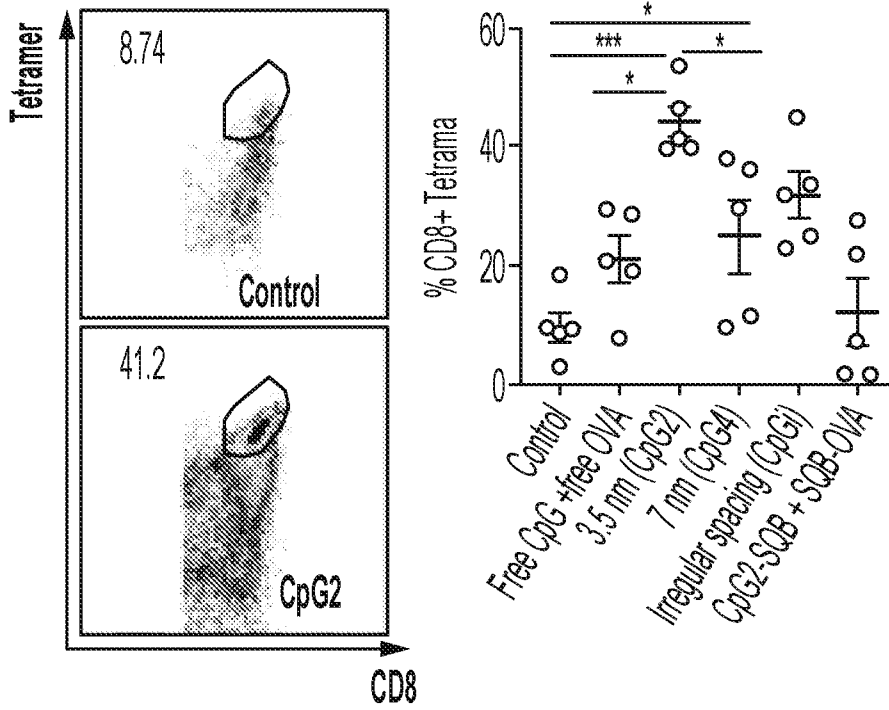 Tetramer
8.74
Control
41.2
CpG2
CD8
% CD8+ Tetrama
60
40
20
0
*
***
*
*
Control
Free CpG +free OVA
3.5 nm (CpG2)
7 nm (CpG4)
Irregular spacing (CpGi)
CpG2-SQB + SQB-OVA